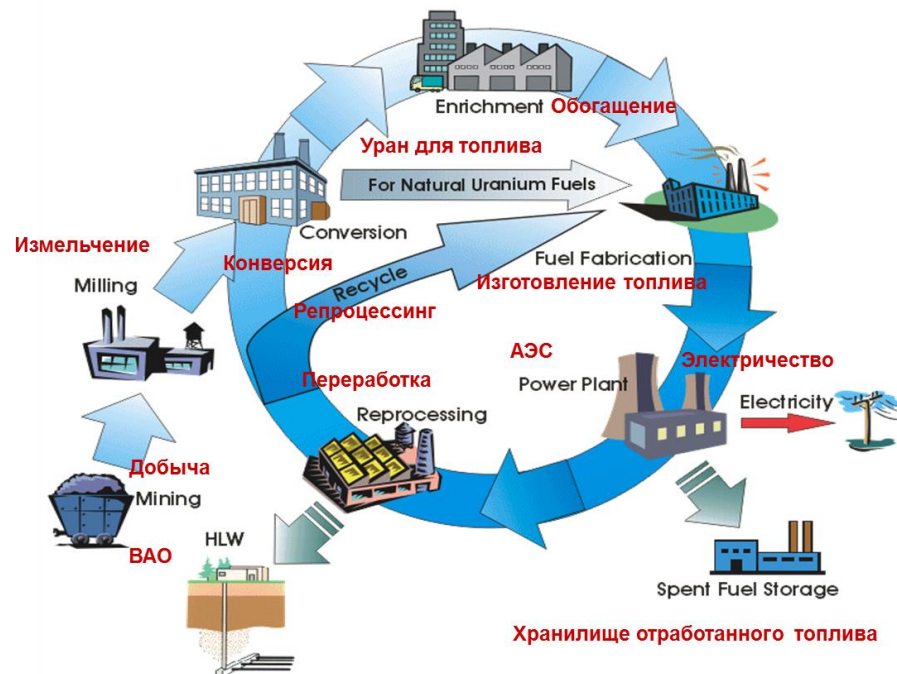 Enrichment Обогащение
Уран для топлива
For Natural Uranium Fuels
Измельчение
Conversion
Конверсия
Milling
Fuel Fabrication
Recycle
Изготовление топлива
Репроцессинг
АЭС
Электричество
Переработка
Power Plant
Electricity
Reprocessing
Добыча
Mining
HLW
ВАО
Spent Fuel Storage
Хранилище отработанного топлива